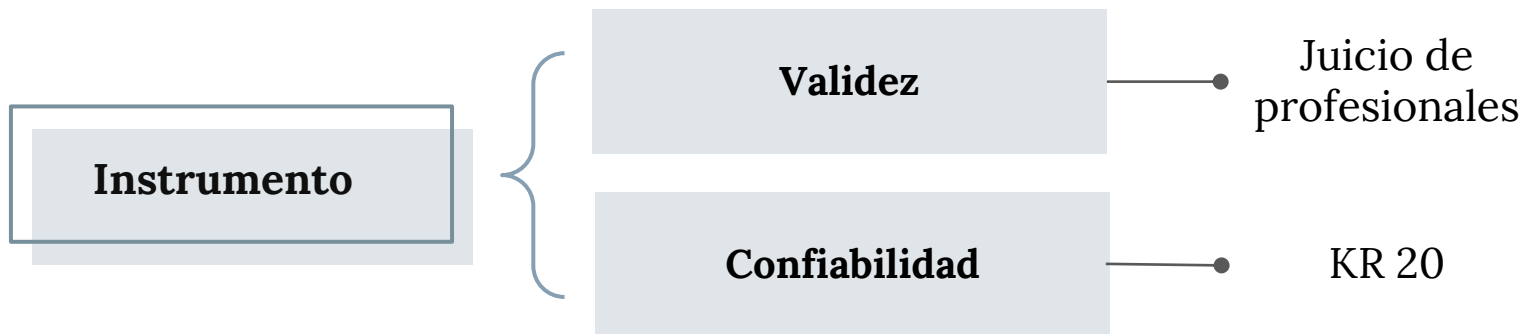 Instrumento
Validez
Juicio de
profesionales
Confiabilidad
KR 20